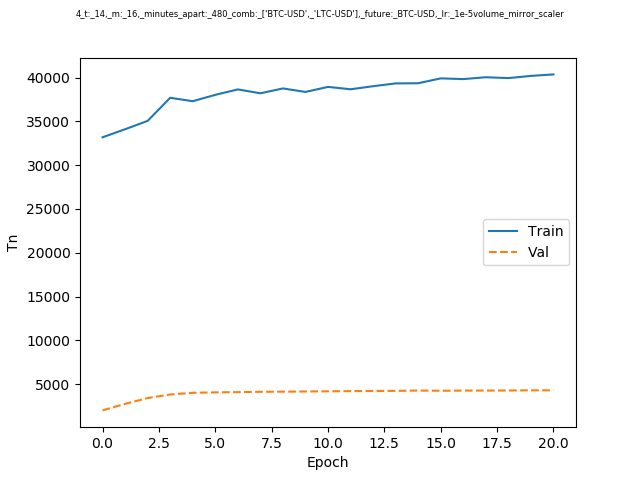 4_t:_14,_m:_16,_minutes_apart:_480_comb:_['BTC-USD',_'LTC-USD'],_future:_BTC-USD,_lr:_1e-5volume_mirror_scaler
40000
35000
30000
25000
20000
15000
10000
5000
Tn
Train
Val
0.0 2.5 5.0 7.5 10.0 12.5 15.0 17.5 20.0
Epoch